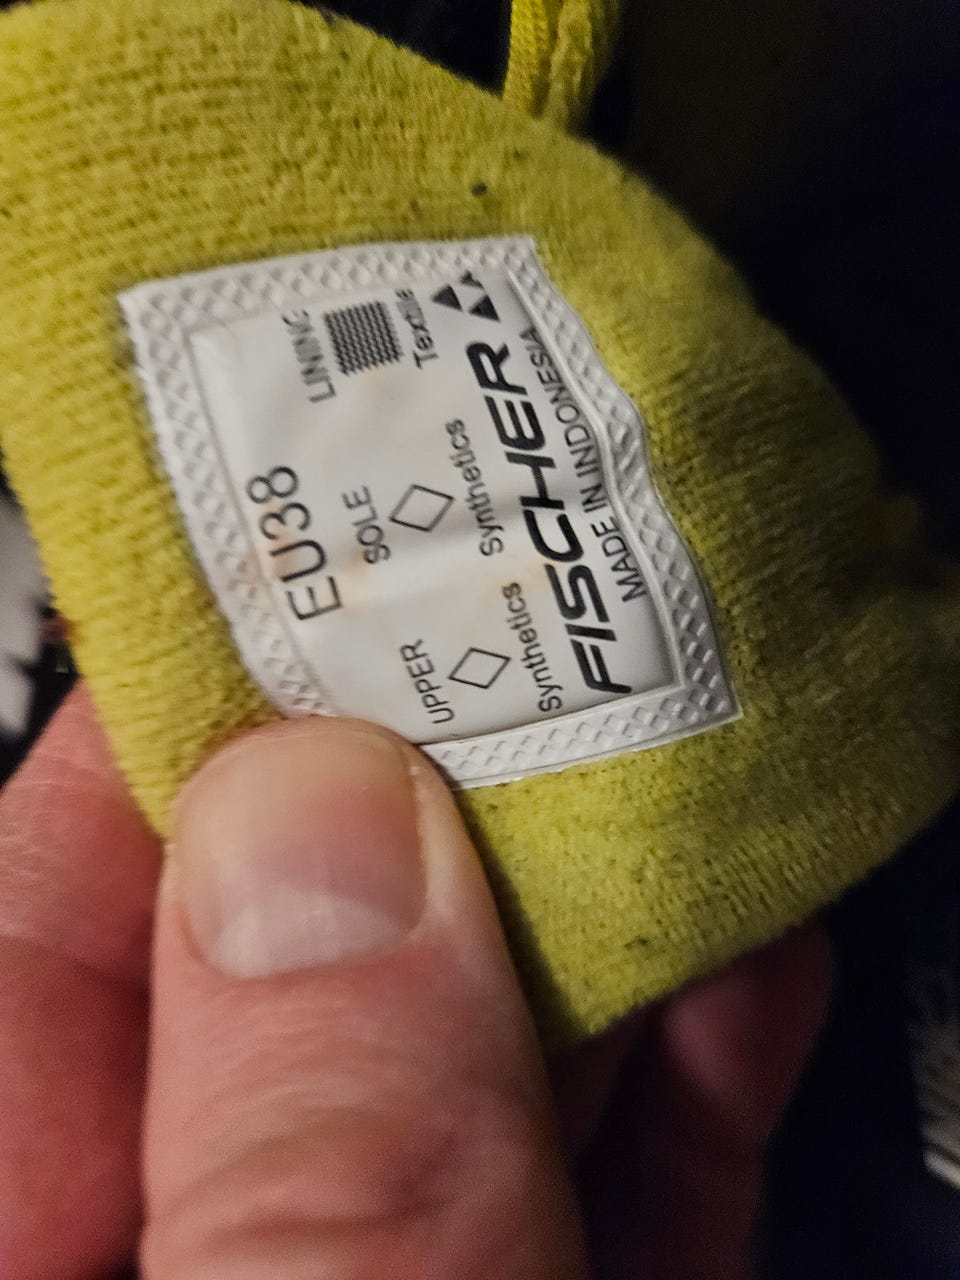 EU38
UPPER
SOLE
LINING
Synthetics
Synthetics
Textile
FISCHER
MADE IN INDONESIA